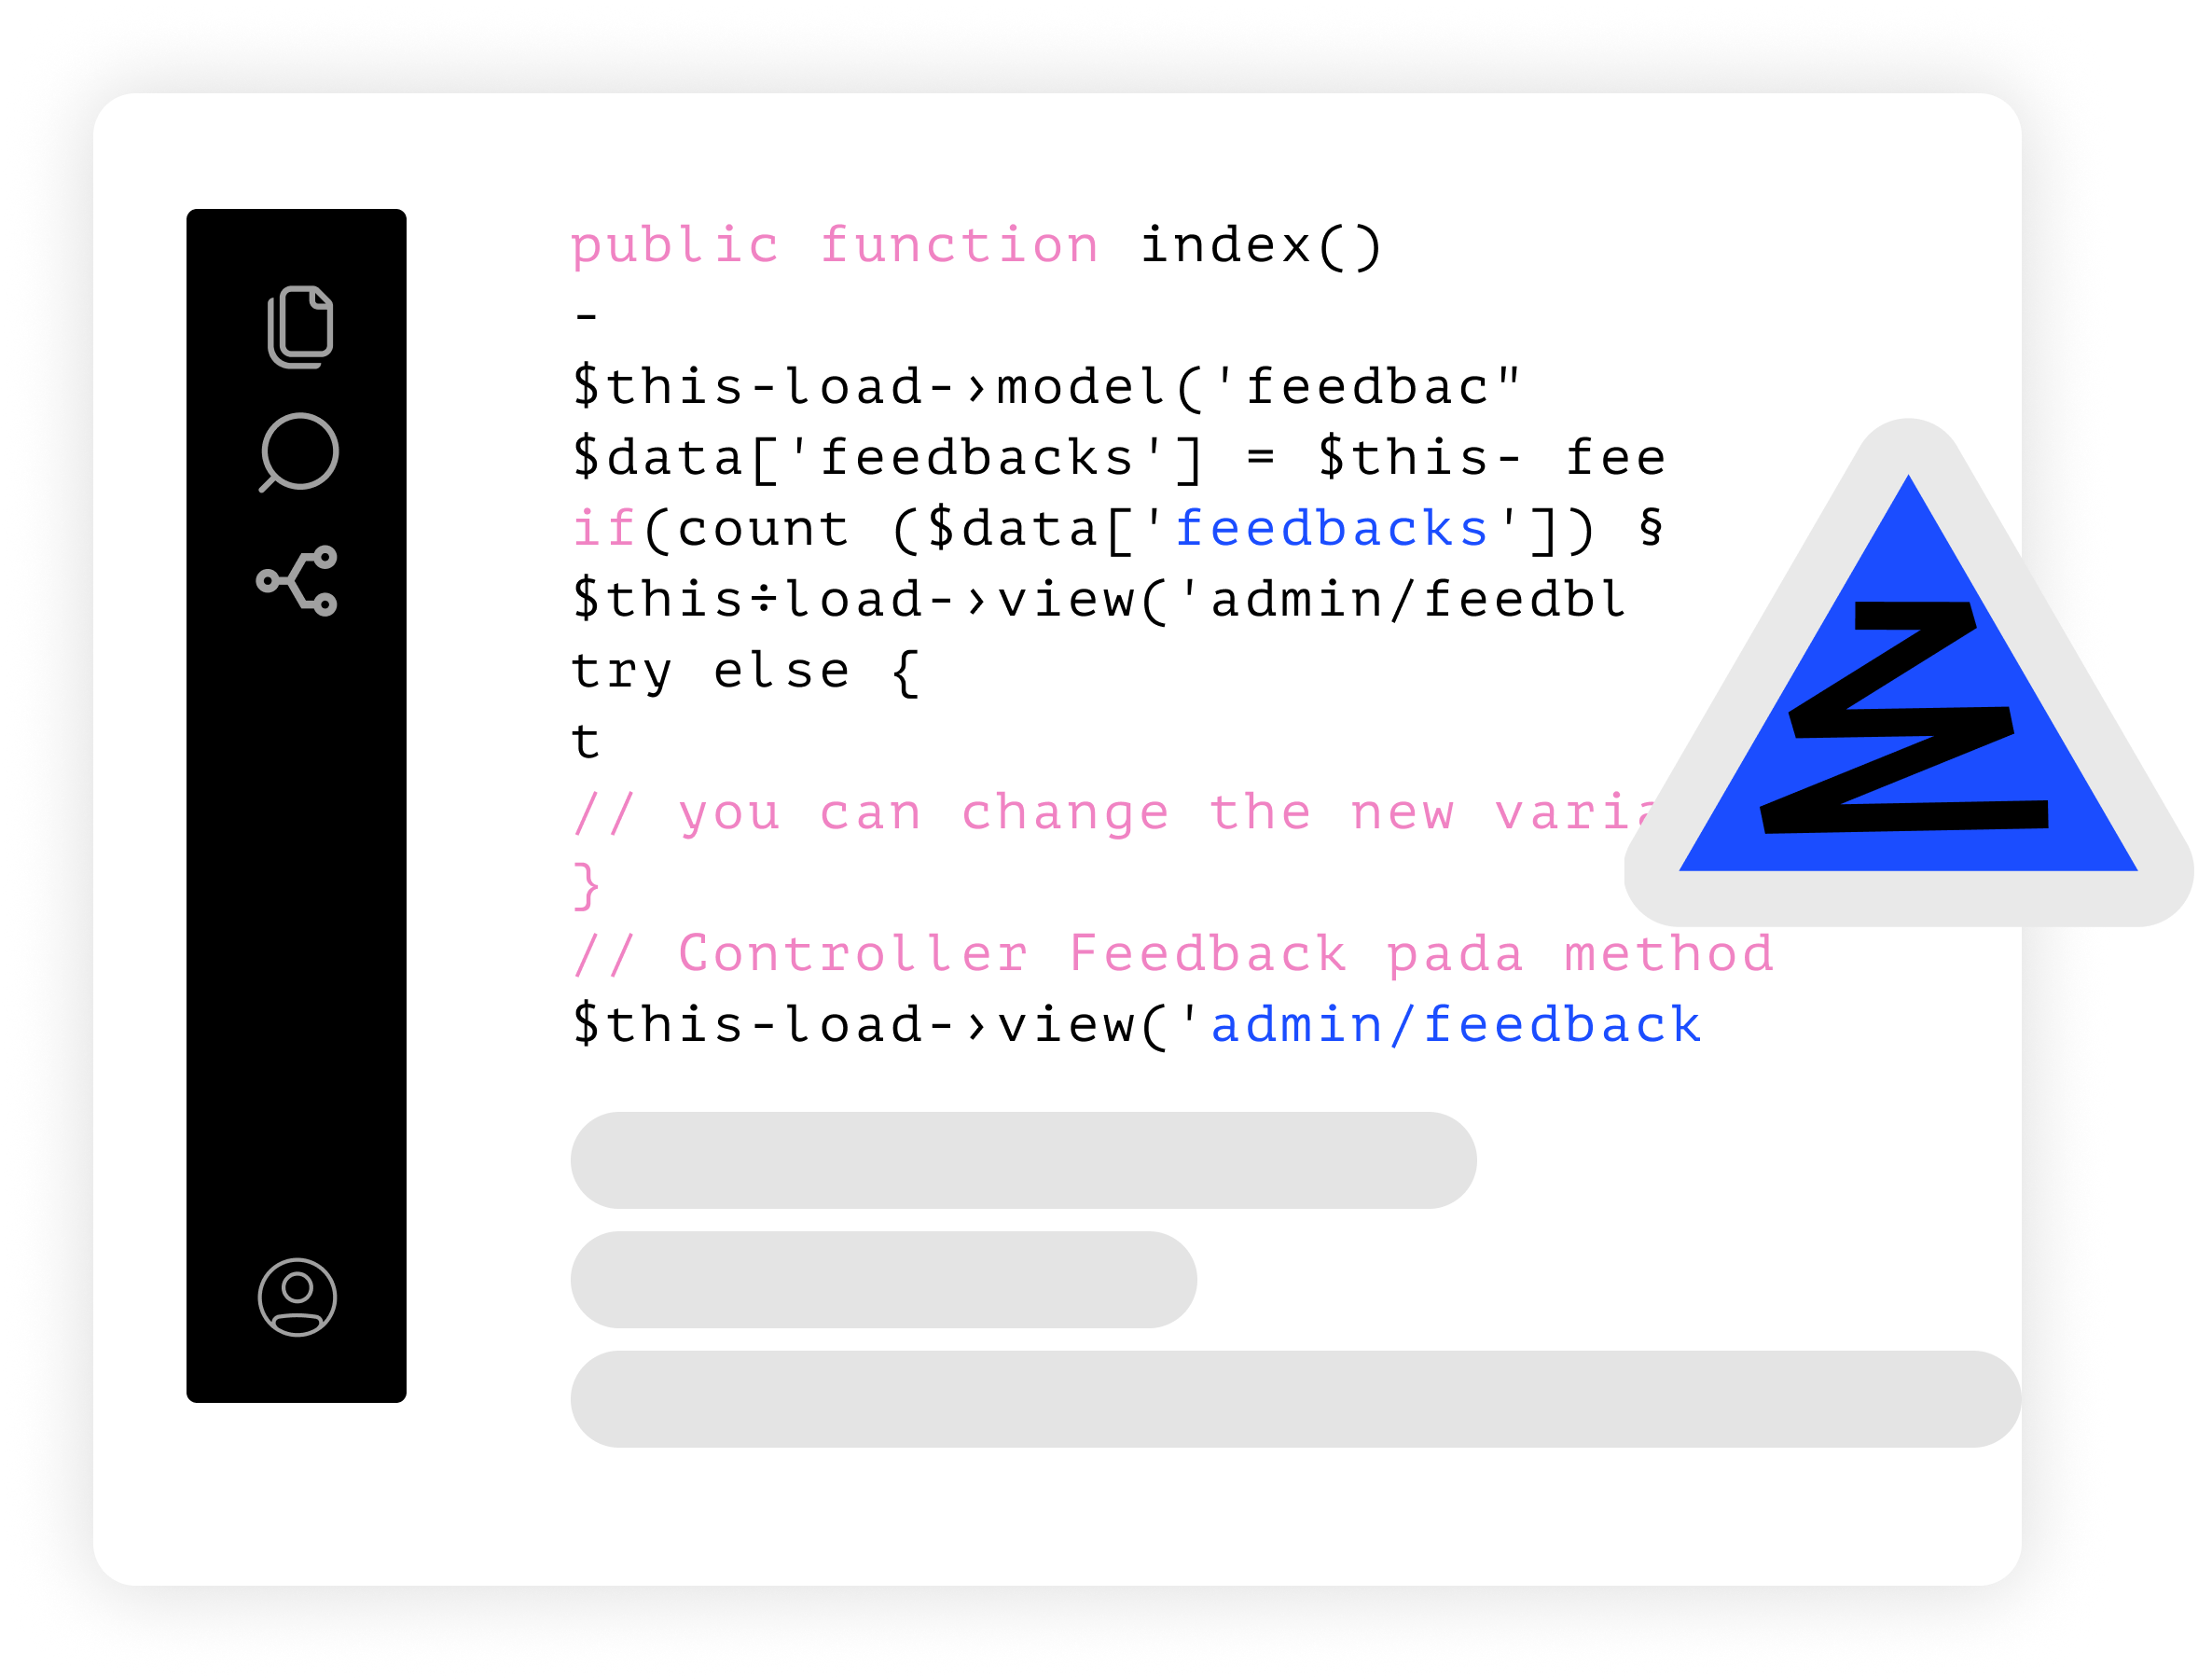 public function index()
-
$this-load-›model('feedbac"
$data['feedbacks'] = $this- fee
if(count ($data['feedbacks']) §
$this÷load-›view('admin/feedbl
try else {
t
// you can change the new varia
}
// Controller Feedback pada method
$this-load-›view('admin/feedback